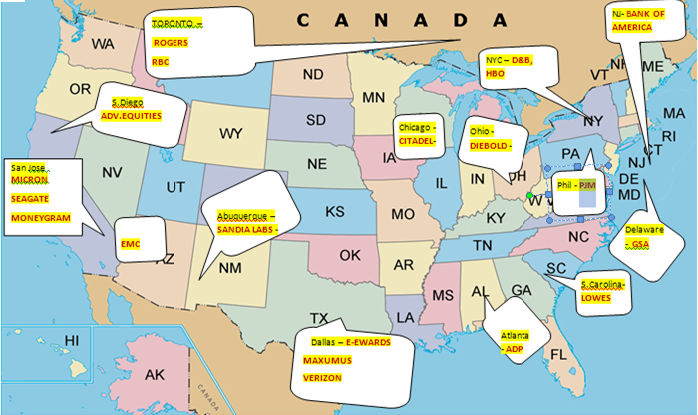 C A N A D A
TORONTO –
ROGERS
RBC
NYC – D&B,
HBO
NJ- BANK OF
AMERICA
S.Diego
ADV.EQUITIES
Chicago -
CITADEL-
Ohio -
DIEBOLD -
San Jose
MICRON
SEAGATE
MONEYGRAM
EMC
Abuquerque –
SANDIA LABS -
Phil - PJM
Delaware
- GSA
S.Carolina-
LOWES
Atlanta
- ADP
Dallas – E-EWARDS
MAXUMUS
VERIZON
WA
OR
NV
UT
AZ
WY
NM
ND
SD
NE
KS
OK
TX
MN
IA
MO
AR
LA
IL
IN
OH
KY
TN
MS
AL
GA
FL
SC
NC
W V
PA
NY
VT
NH
ME
MA
RI
CT
NJ
DE
MD
HI
AK
CANADA